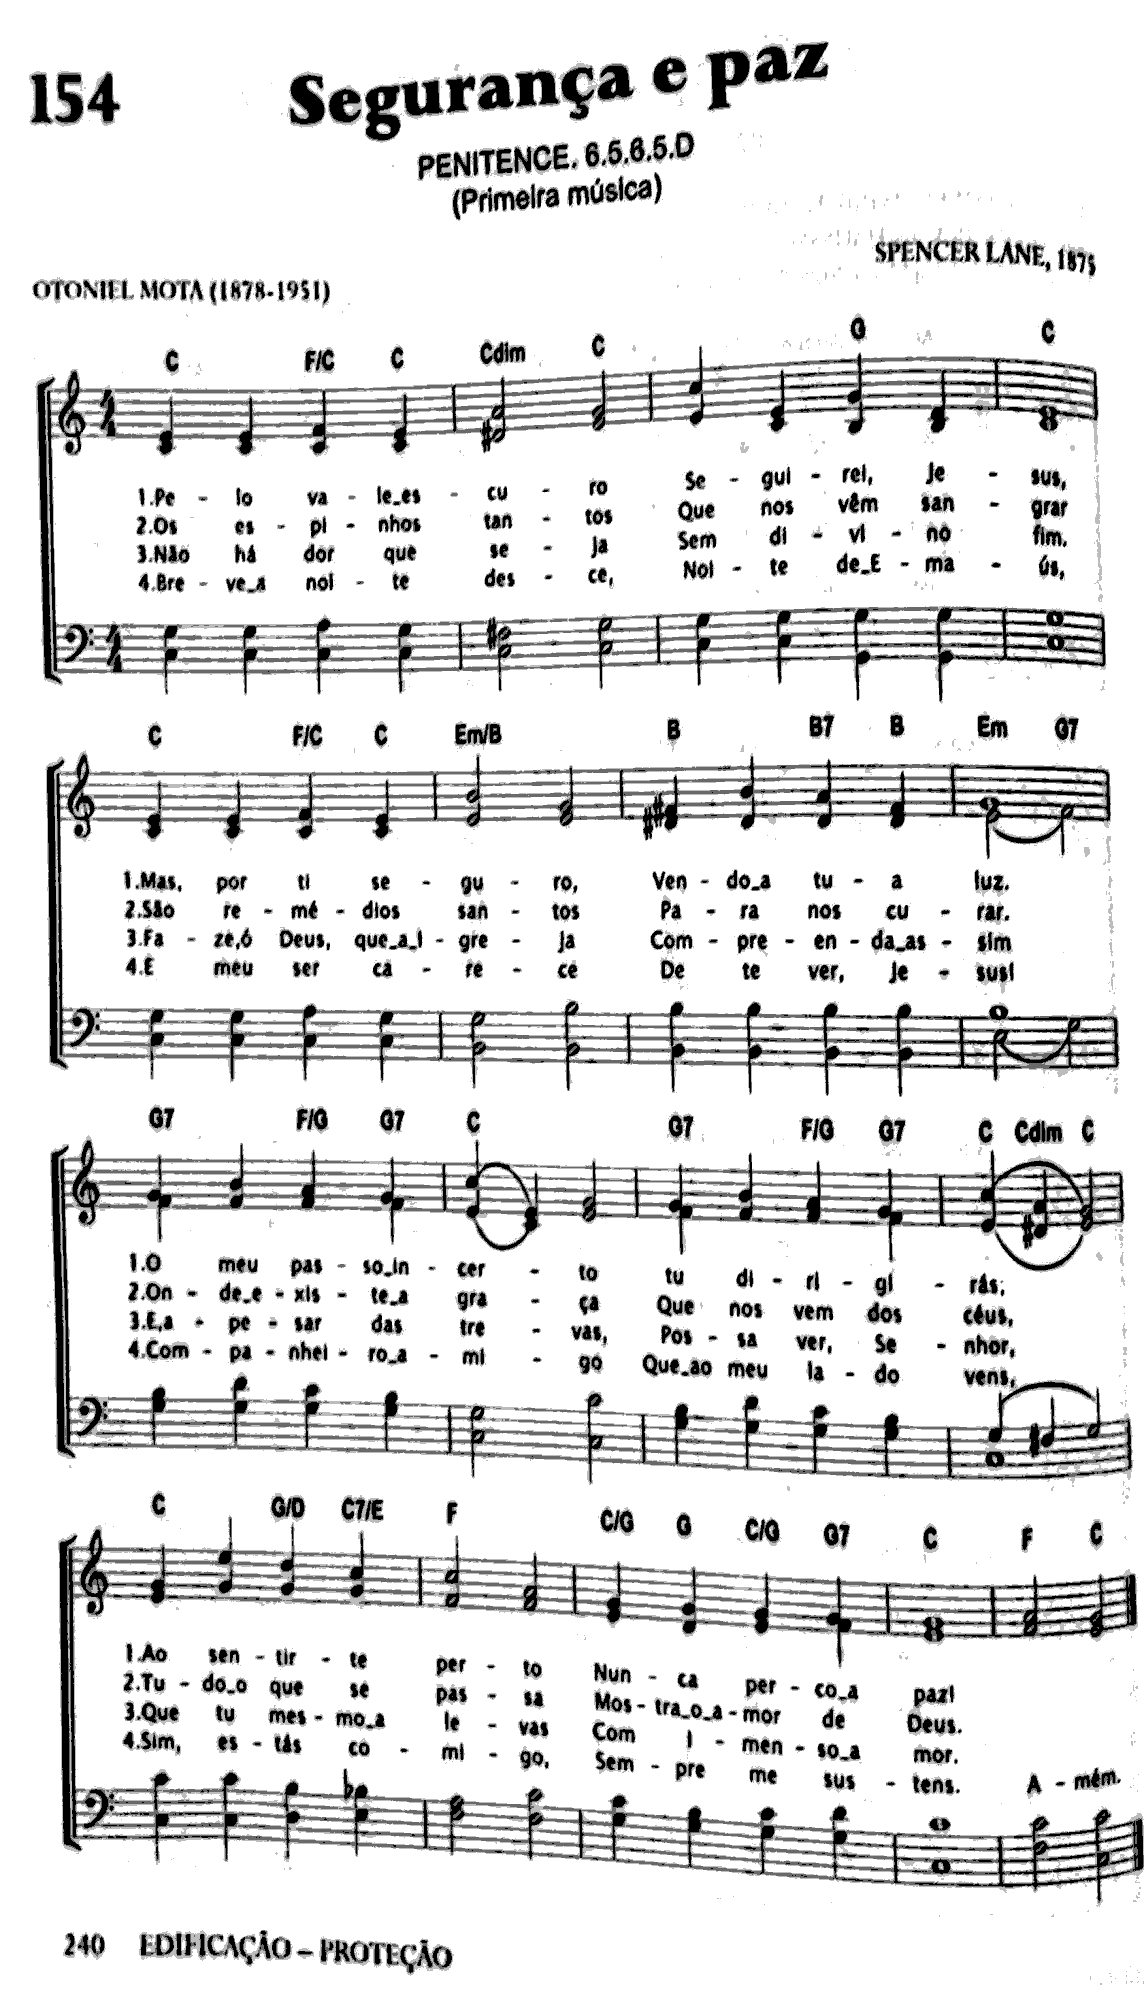 154 Segurança e paz
PENITENCE, 6.5.6.5.D
(Primeira música)
SPENCER LANE, 1875
OTONIEL MOTA (1878-1951)
C F/C C Cdim C G C
1.Pe - lo va - le_es - cu - ro Se - gui - rei, Je - sus,
2.Os es - pi - nhos tan - tos Que nos vêm san - grar
3.Não há dor que se - ja Sem di - vi - no fim.
4.Bre - ve_a noi - te des - ce, Noi - te de_E - ma - ús,
C F/C C Em/B B B7 B Em G7
1.Mas, por ti se - gu - ro, Ven - do_a tu - a luz.
2.São re - mé - dios san - tos Pa - ra nos cu - rar.
3.Fa - ze,ó Deus, que_a_i - gre - ja Com - pre - en - da_as - sim
4.E meu ser ca - re - ce De te ver, Je - sus!
G7 F/G G7 C G7 F/G G7 C Cdim C
1.O meu pas - so_in - cer - to tu di - ri - gi - rás;
2.On - de_e - xis - te_a gra - ça Que nos vem dos céus,
3.E,a - pe - sar das tre - vas, Pos - sa ver, Se - nhor,
4.Com - pa - nhei - ro_a - mi - go Que_ao meu la - do vens,
C G/D C7/E F C/G G C/G G7 C F C
1.Ao sen - tir - te per - to Nun - ca per - co_a paz!
2.Tu - do_o que se pas - sa Mos - tra_o_a - mor de Deus.
3.Que tu mes - mo_a le - vas Com i - men - so_a mor.
4.Sim, es - tás co - mi - go, Sem - pre me sus - tens. A - mém.
240 EDIFICAÇÃO – PROTEÇÃO